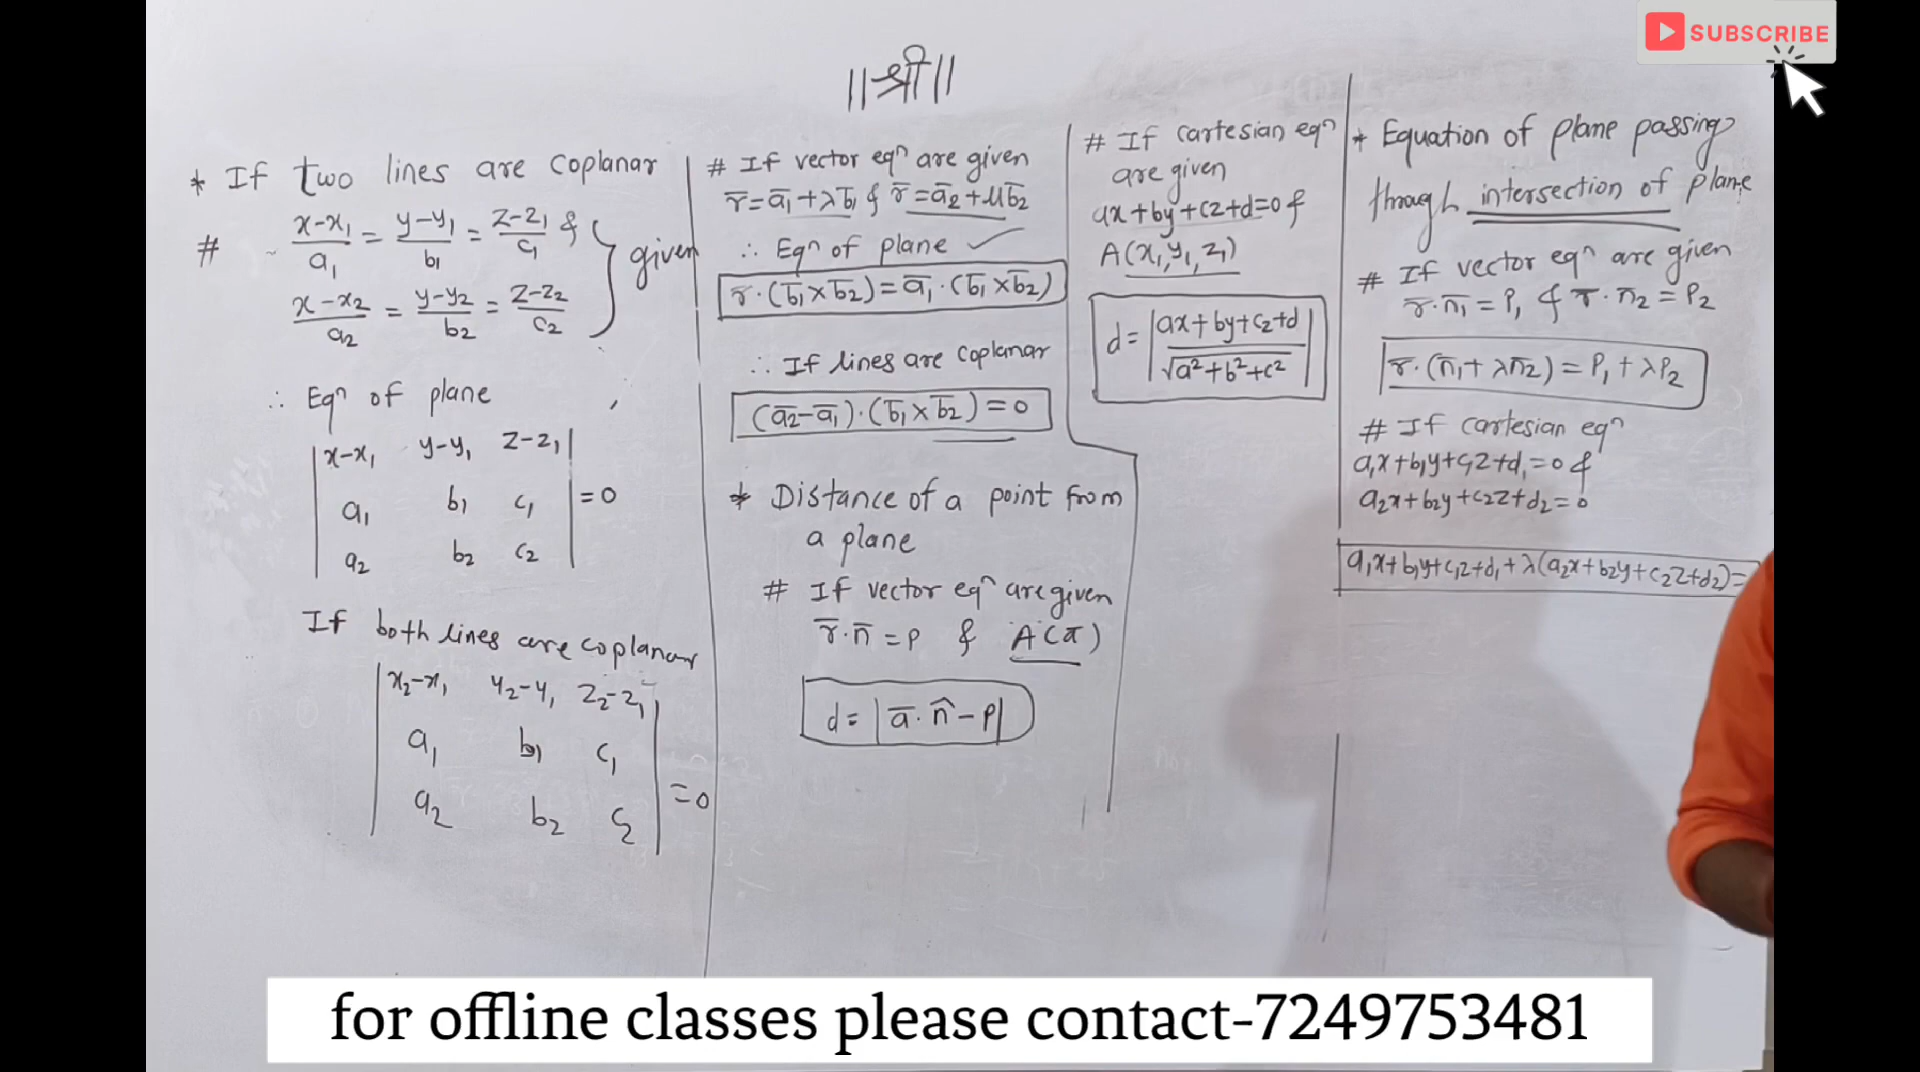 SUBSCRIBE
||श्री||
* If two lines are coplanar
# x-x₁/a₁ = y-y₁/b₁ = z-z₁/c₁ &
x-x₂/a₂ = y-y₂/b₂ = z-z₂/c₂ } given
∴ Eqⁿ of plane
|x-x₁ y-y₁ z-z₁|
|a₁ b₁ c₁| = 0
|a₂ b₂ c₂|
If both lines are coplanar
|x₂-x₁ y₂-y₁ z₂-z₁|
|a₁ b₁ c₁|
|a₂ b₂ c₂| = 0
# If vector eqⁿ are given
r̅ = a̅₁ + λb̅₁ & r̅ = a̅₂ + μb̅₂
∴ Eqⁿ of plane ✓
r̅·(b̅₁×b̅₂) = a̅₁·(b̅₁×b̅₂)
∴ If lines are coplanar
(a̅₂-a̅₁)·(b̅₁×b̅₂) = 0
* Distance of a point from
a plane
# If vector eqⁿ are given
r̅·n̅ = p & A(a̅)
d = |a̅·n̂ - p|
# If cartesian eqⁿ
are given
ax+by+cz+d=0 &
A(x₁,y₁,z₁)
d = |ax+by+cz+d / √a²+b²+c²|
* Equation of plane passing
through intersection of plane
# If vector eqⁿ are given
r̅·n̅₁ = P₁ & r̅·n̅₂ = P₂
r̅·(n̅₁+λn̅₂) = P₁+λP₂
# If cartesian eqⁿ
a₁x+b₁y+c₁z+d₁=0 &
a₂x+b₂y+c₂z+d₂=0
a₁x+b₁y+c₁z+d₁+λ(a₂x+b₂y+c₂z+d₂)=
for offline classes please contact-7249753481